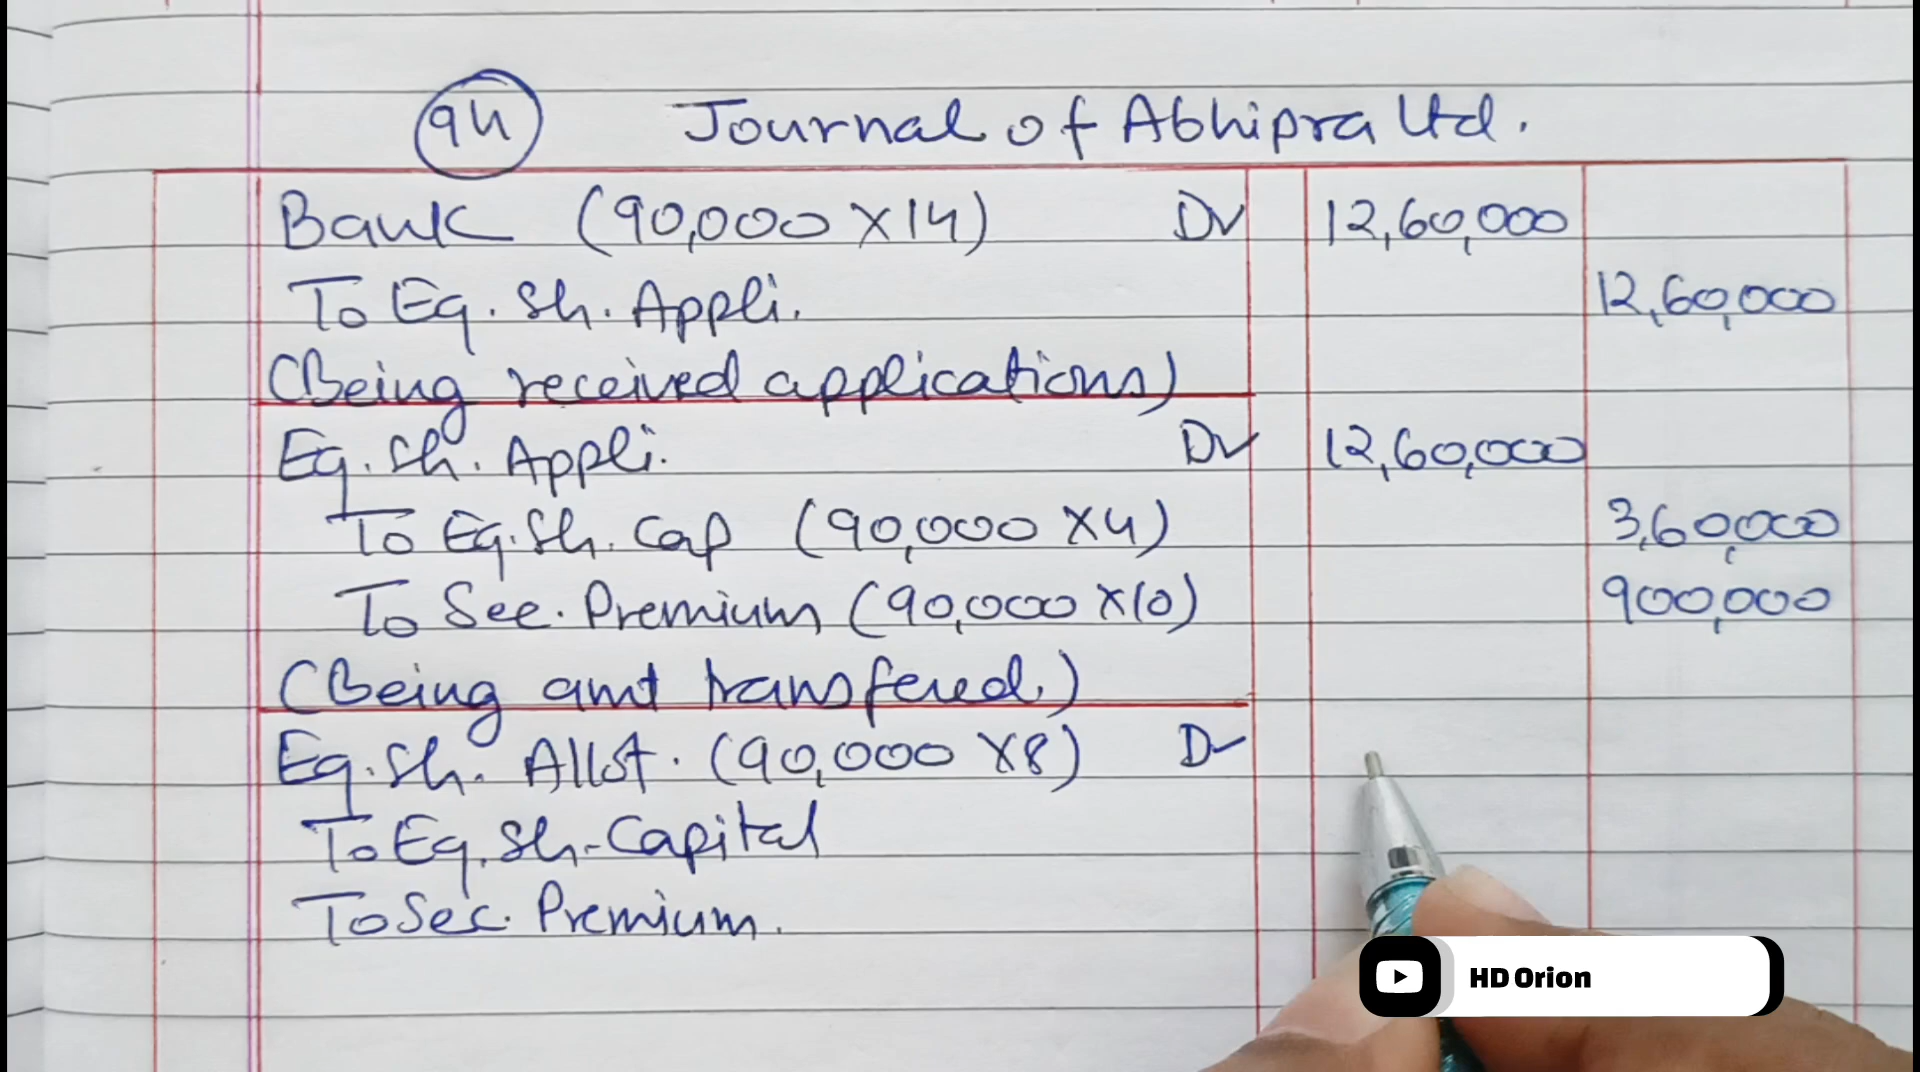 94 Journal of Abhipra Ltd.
Bank (90,000 X14) Dr 12,60,000
To Eq. Sh. Appli. 12,60,000
(Being received applications)
Eq. Sh. Appli. Dr 12,60,000
To Eq. Sh. Cap (90,000 X4) 3,60,000
To Sec. Premium (90,000 X10) 900,000
(Being amt transfered.)
Eq. Sh. Allot. (90,000 X8) Dr
To Eq. Sh. Capital
To Sec. Premium.
HD Orion